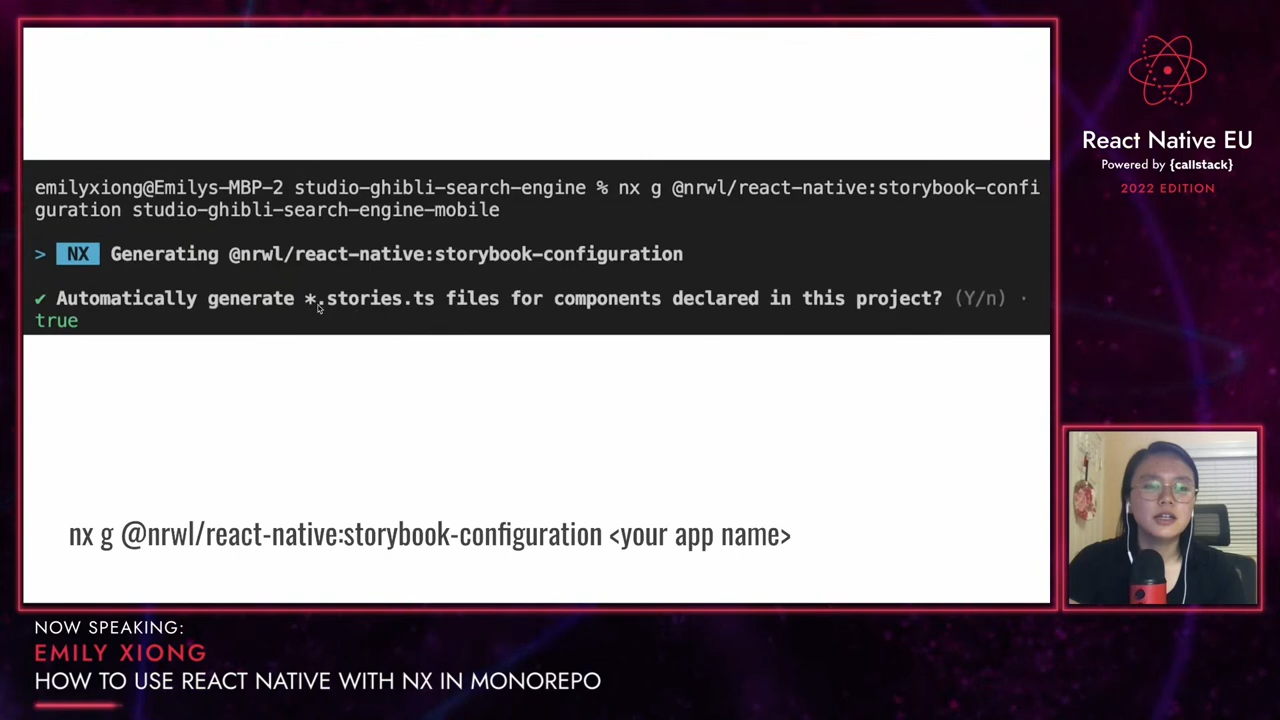 emilyxiong@Emilys-MBP-2 studio-ghibli-search-engine % nx g @nrwl/react-native:storybook-confi
guration studio-ghibli-search-engine-mobile
> NX Generating @nrwl/react-native:storybook-configuration
✔ Automatically generate *.stories.ts files for components declared in this project? (Y/n) ·
true
nx g @nrwl/react-native:storybook-configuration <your app name>
React Native EU
Powered by {callstack}
2022 EDITION
NOW SPEAKING:
EMILY XIONG
HOW TO USE REACT NATIVE WITH NX IN MONOREPO